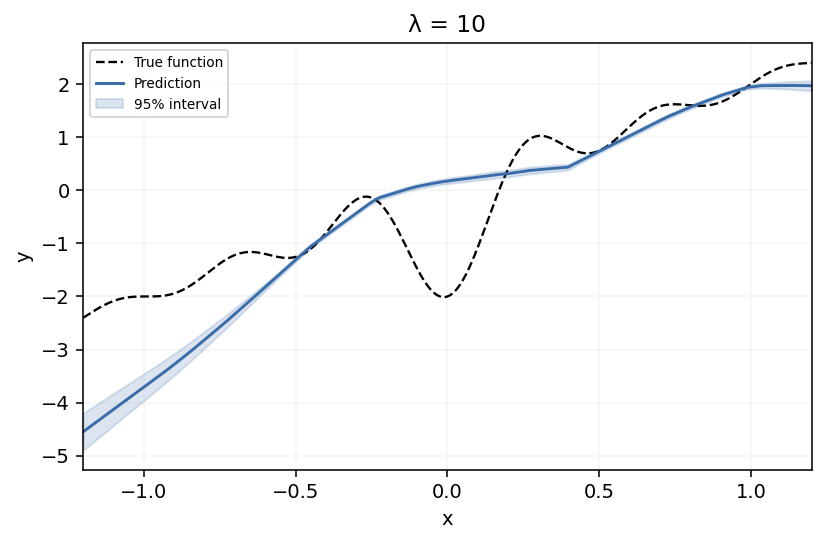 λ = 10
True function
Prediction
95% interval
y
2
1
0
−1
−2
−3
−4
−5
−1.0
−0.5
0.0
0.5
1.0
x